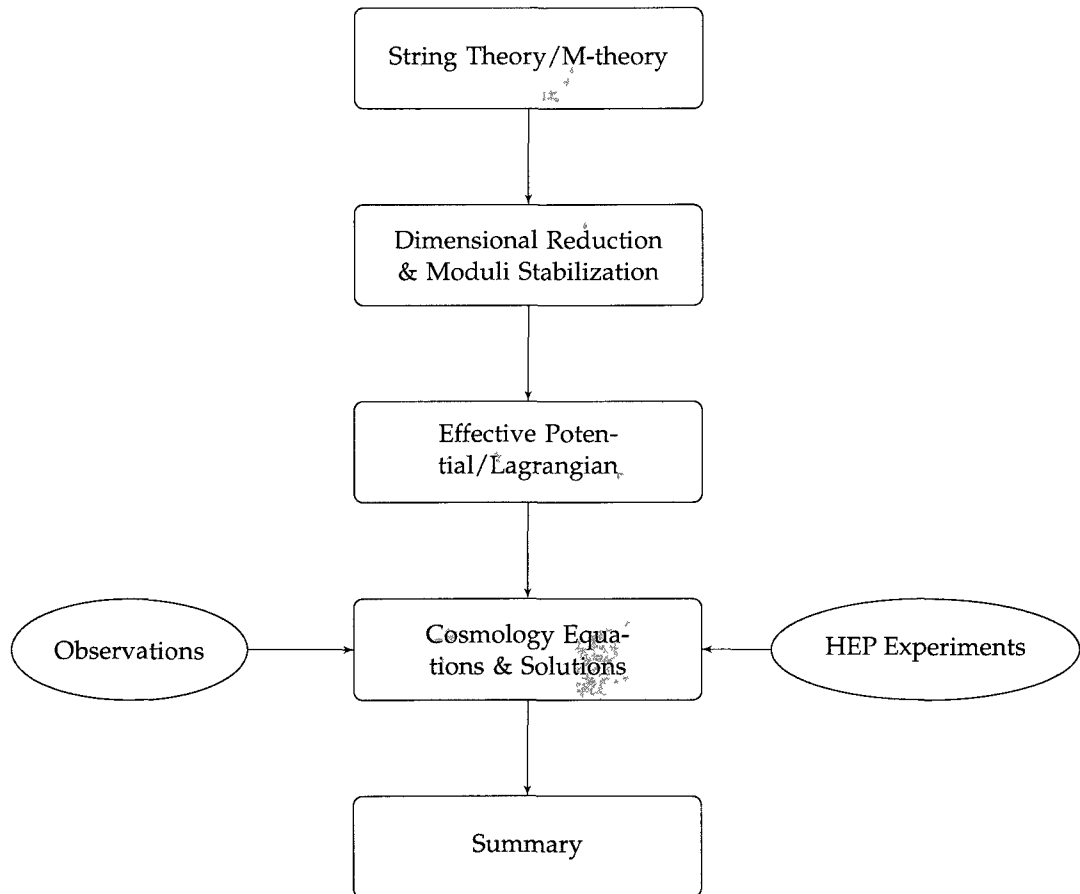 String Theory/M-theory
Dimensional Reduction
& Moduli Stabilization
Effective Poten-
tial/Lagrangian
Observations
Cosmology Equa-
tions & Solutions
HEP Experiments
Summary